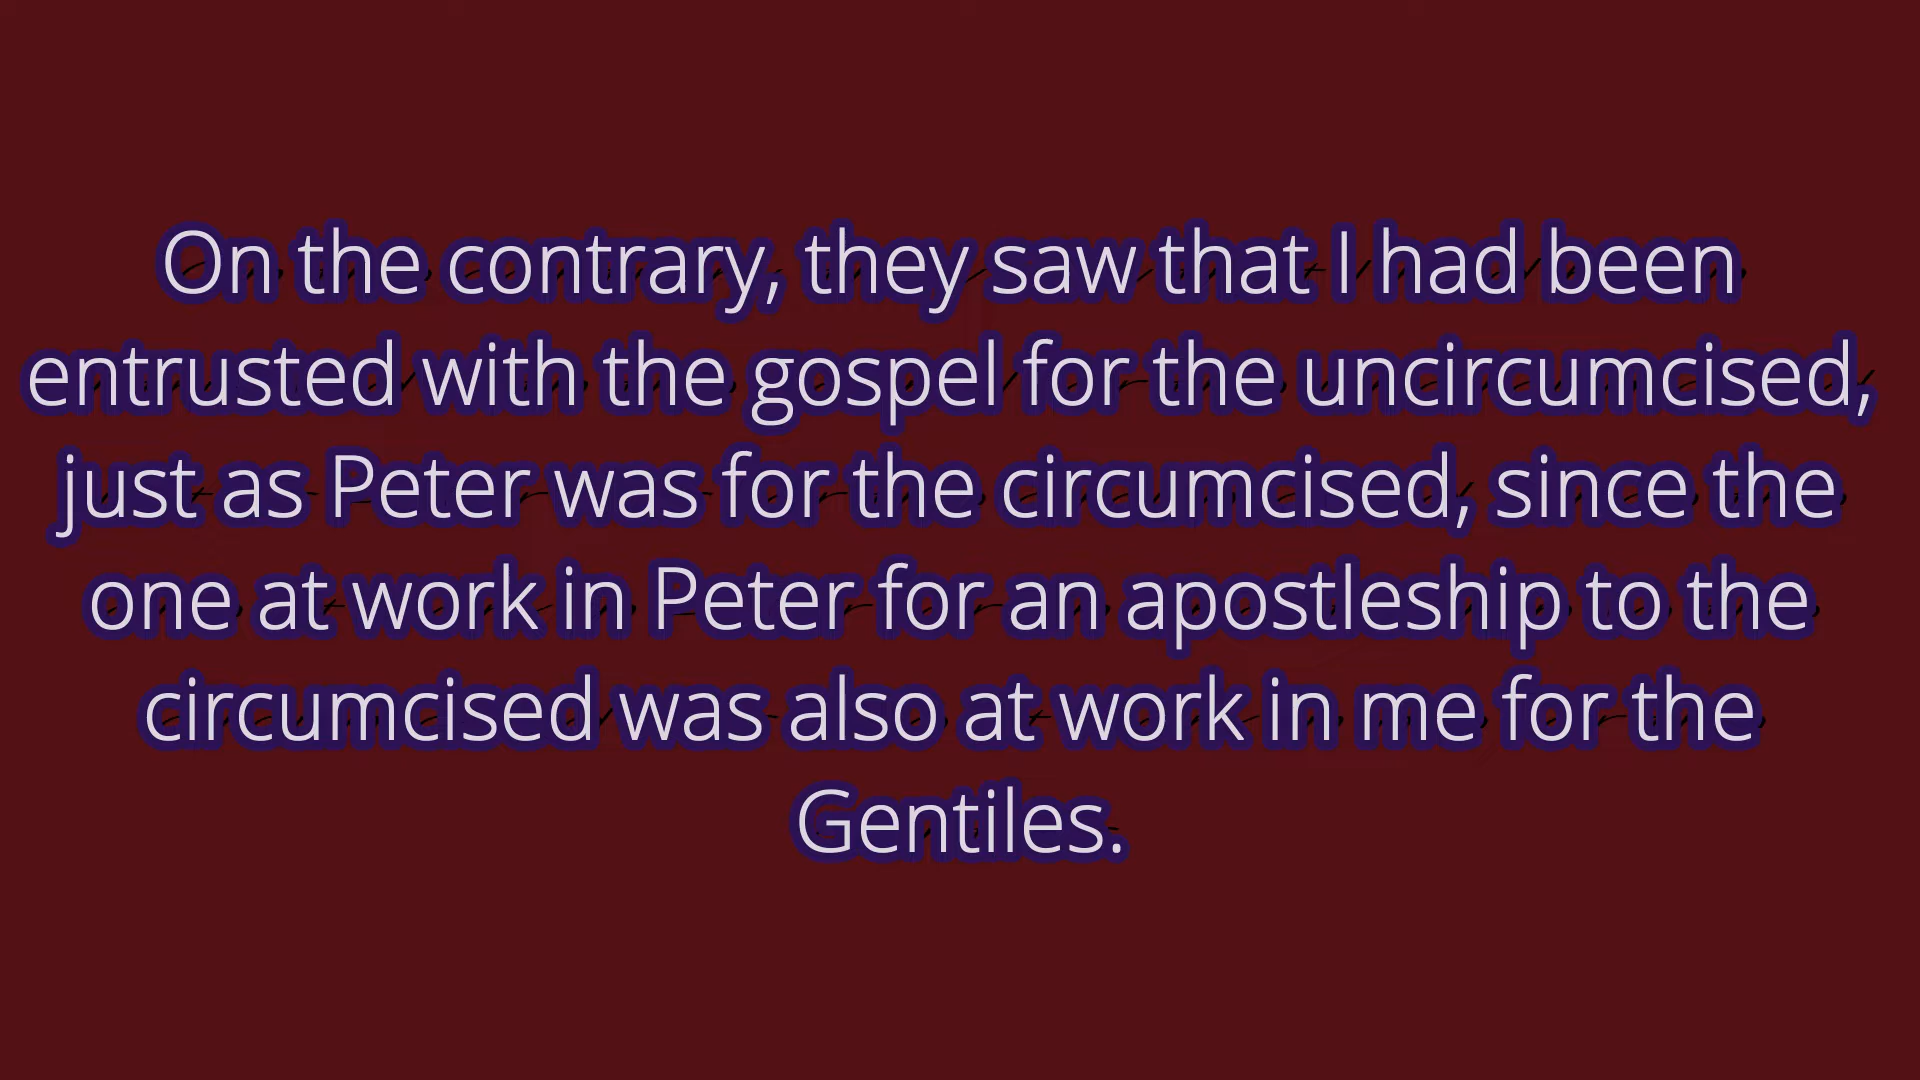 On the contrary, they saw that I had been
entrusted with the gospel for the uncircumcised,
just as Peter was for the circumcised, since the
one at work in Peter for an apostleship to the
circumcised was also at work in me for the
Gentiles.